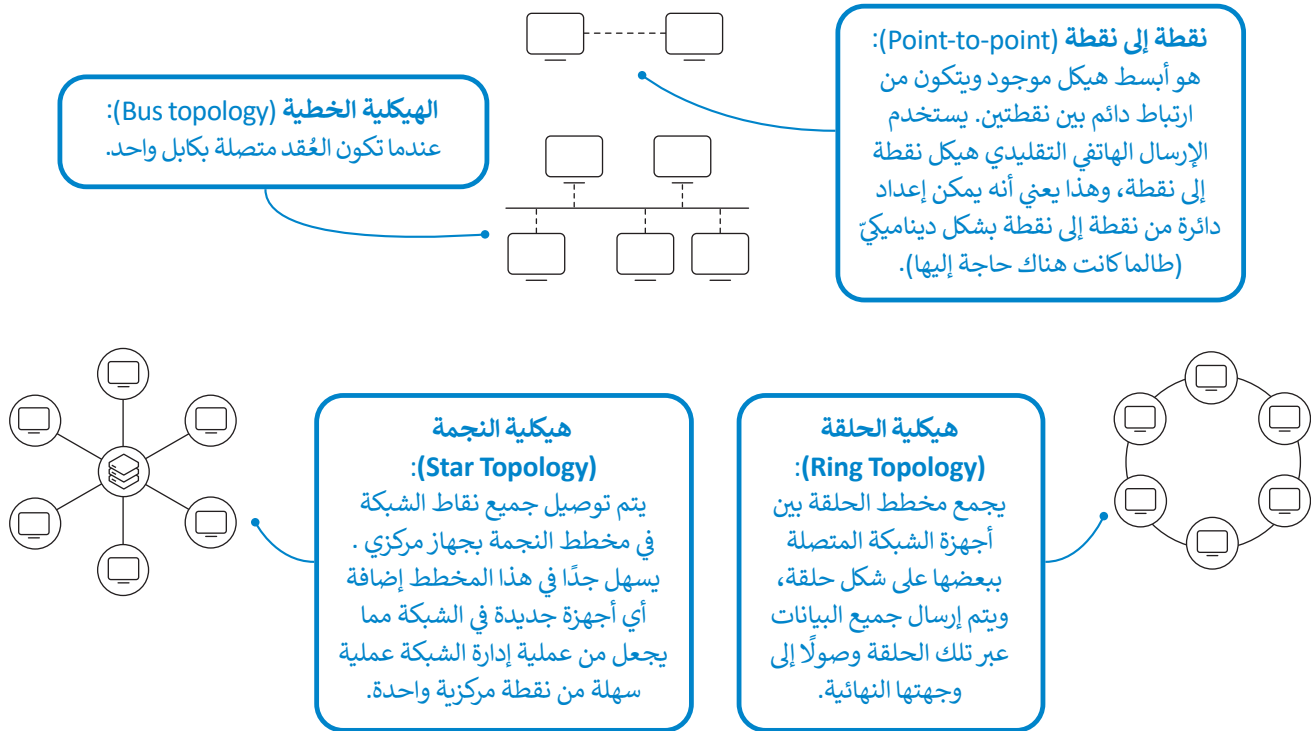 نقطة إلى نقطة (Point-to-point):
هو أبسط هيكل موجود ويتكون من
ارتباط دائم بين نقطتين. يستخدم
الإرسال الهاتفي التقليدي هيكل نقطة
إلى نقطة، وهذا يعني أنه يمكن إعداد
دائرة من نقطة إلى نقطة بشكل ديناميكيّ
(طالما كانت هناك حاجة إليها).
الهيكلية الخطية (Bus topology):
عندما تكون العُقد متصلة بكابل واحد.
هيكلية الحلقة
(Ring Topology):
يجمع مخطط الحلقة بين
أجهزة الشبكة المتصلة
ببعضها على شكل حلقة،
ويتم إرسال جميع البيانات
عبر تلك الحلقة وصولًا إلى
وجهتها النهائية.
هيكلية النجمة
(Star Topology):
يتم توصيل جميع نقاط الشبكة
في مخطط النجمة بجهاز مركزي .
يسهل جدًا في هذا المخطط إضافة
أي أجهزة جديدة في الشبكة مما
يجعل من عملية إدارة الشبكة عملية
سهلة من نقطة مركزية واحدة.